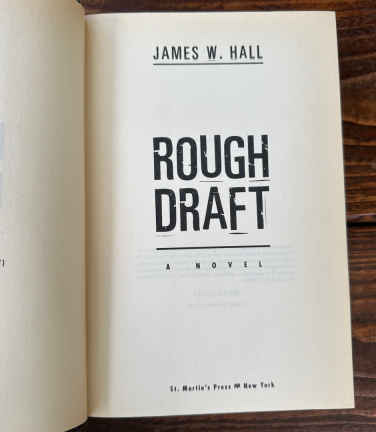 JAMES W. HALL
ROUGH
DRAFT
A NOVEL
St. Martin's Press New York